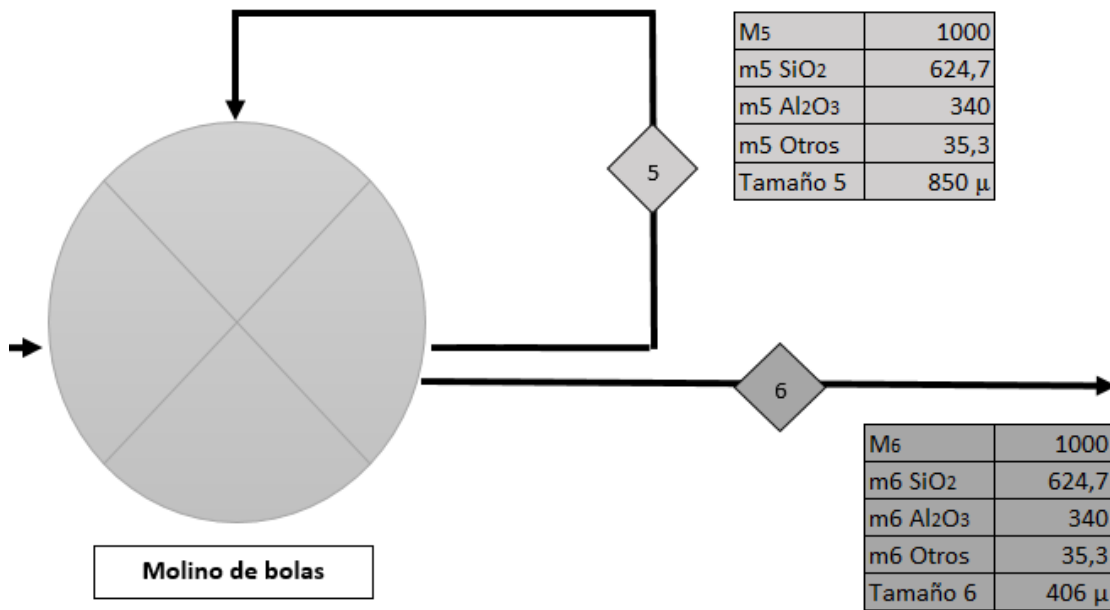 M5 1000
m5 SiO2 624,7
m5 Al2O3 340
m5 Otros 35,3
Tamaño 5 850 µ
5
6
M6 1000
m6 SiO2 624,7
m6 Al2O3 340
m6 Otros 35,3
Tamaño 6 406 µ
Molino de bolas